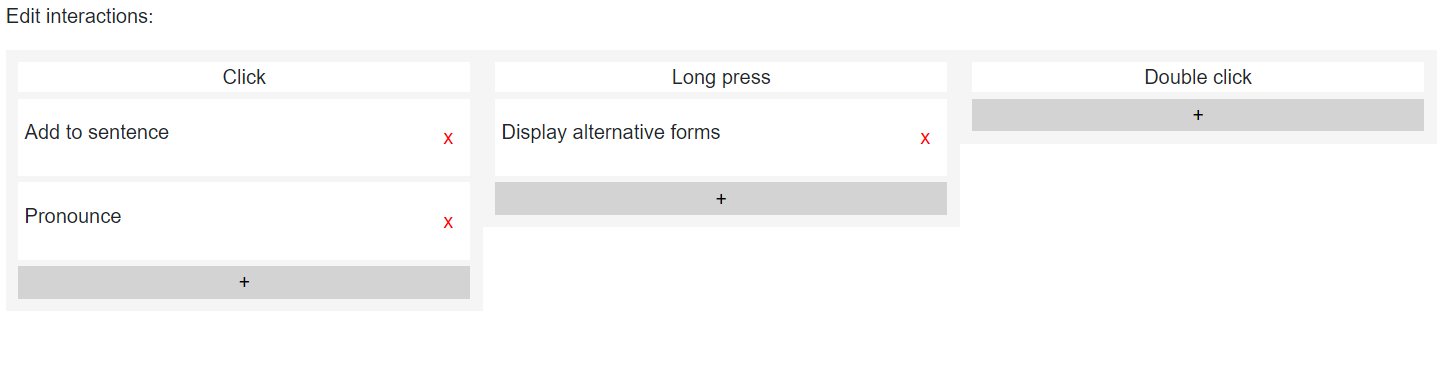 Edit interactions:
Click
Add to sentence
x
Pronounce
x
+
Long press
Display alternative forms
x
+
Double click
+